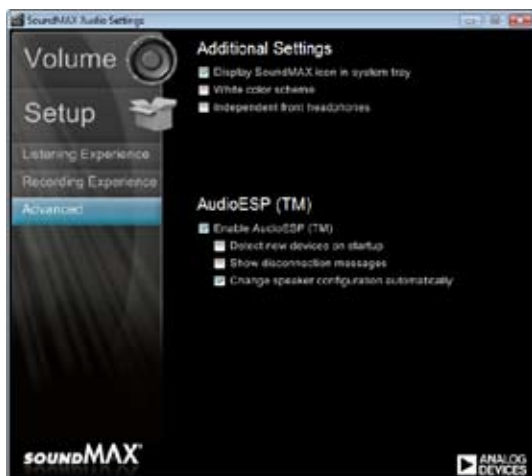 SoundMAX Audio Settings
Volume
Setup
Listening Experience
Recording Experience
Advanced
Additional Settings
Display SoundMAX icon in system tray
White color scheme
Independent front headphones
AudioESP (TM)
Enable AudioESP (TM)
Detect new devices on startup
Show disconnection messages
Change speaker configuration automatically
SOUNDMAX
ANALOG
DEVICES